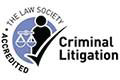 THE LAW SOCIETY
ACCREDITED
Criminal
Litigation